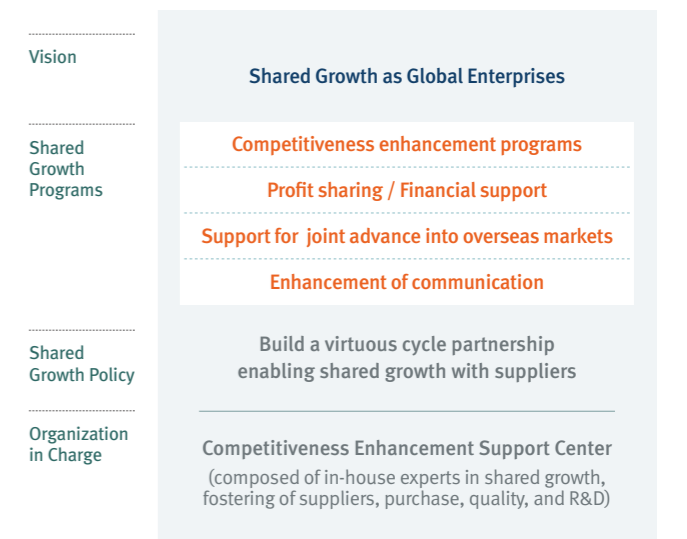 Vision
Shared Growth as Global Enterprises
Shared
Growth
Programs
Competitiveness enhancement programs
Profit sharing / Financial support
Support for joint advance into overseas markets
Enhancement of communication
Shared
Growth Policy
Build a virtuous cycle partnership
enabling shared growth with suppliers
Organization
in Charge
Competitiveness Enhancement Support Center
(composed of in-house experts in shared growth,
fostering of suppliers, purchase, quality, and R&D)